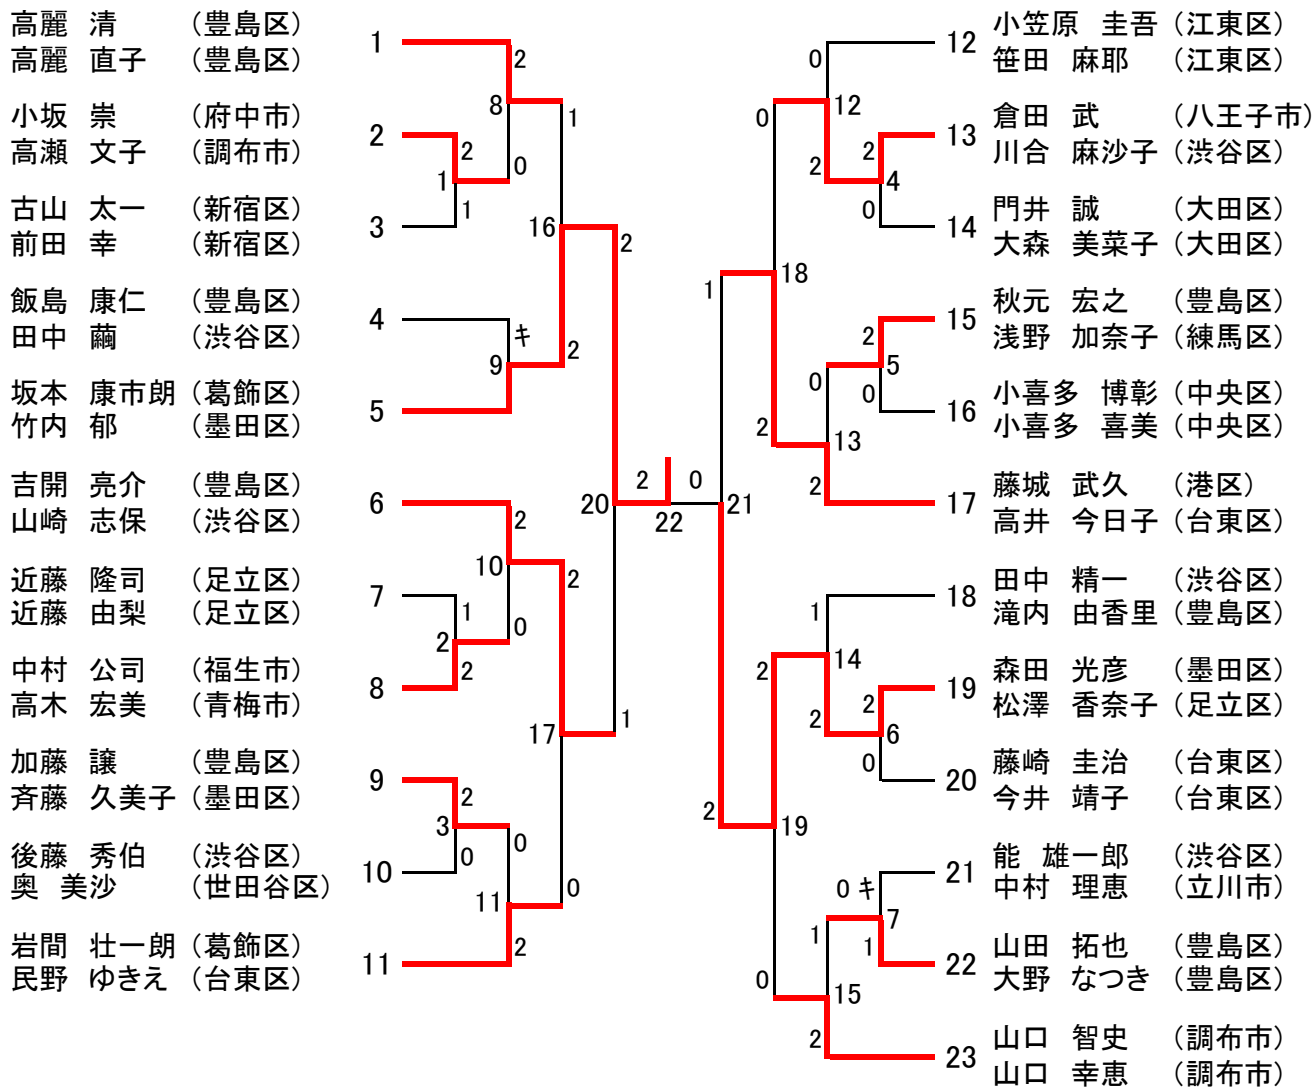 高麗 清 （豊島区）
高麗 直子 （豊島区）
1
小坂 崇 （府中市）
高瀬 文子 （調布市）
2
古山 太一 （新宿区）
前田 幸 （新宿区）
3
飯島 康仁 （豊島区）
田中 繭 （渋谷区）
4
坂本 康市朗 （葛飾区）
竹内 郁 （墨田区）
5
吉開 亮介 （豊島区）
山崎 志保 （渋谷区）
6
近藤 隆司 （足立区）
近藤 由梨 （足立区）
7
中村 公司 （福生市）
高木 宏美 （青梅市）
8
加藤 譲 （豊島区）
斉藤 久美子 （墨田区）
9
後藤 秀伯 （渋谷区）
奥 美沙 （世田谷区）
10
岩間 壮一朗 （葛飾区）
民野 ゆきえ （台東区）
11
2
8
1
2
1
0
1
16
2
キ
9
2
2
10
2
1
2
0
2
17
1
2
3
0
0
11
0
2
20
2
0
22
21
0
12
0
2
2
4
0
1
18
2
0
5
0
2
13
2
1
14
2
2
2
6
0
2
19
0 キ
7
1
1
0
15
2
12
小笠原 圭吾 （江東区）
笹田 麻耶 （江東区）
13
倉田 武 （八王子市）
川合 麻沙子 （渋谷区）
14
門井 誠 （大田区）
大森 美菜子 （大田区）
15
秋元 宏之 （豊島区）
浅野 加奈子 （練馬区）
16
小喜多 博彰 （中央区）
小喜多 喜美 （中央区）
17
藤城 武久 （港区）
高井 今日子 （台東区）
18
田中 精一 （渋谷区）
滝内 由香里 （豊島区）
19
森田 光彦 （墨田区）
松澤 香奈子 （足立区）
20
藤崎 圭治 （台東区）
今井 靖子 （台東区）
21
能 雄一郎 （渋谷区）
中村 理恵 （立川市）
22
山田 拓也 （豊島区）
大野 なつき （豊島区）
23
山口 智史 （調布市）
山口 幸恵 （調布市）